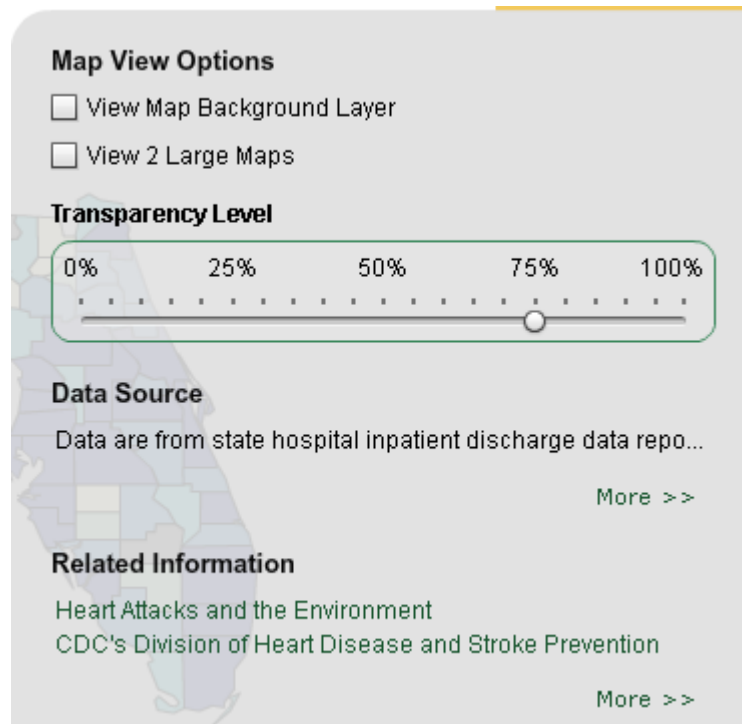 Map View Options
View Map Background Layer
View 2 Large Maps
Transparency Level
0% 25% 50% 75% 100%
Data Source
Data are from state hospital inpatient discharge data repo...
More >>
Related Information
Heart Attacks and the Environment
CDC's Division of Heart Disease and Stroke Prevention
More >>